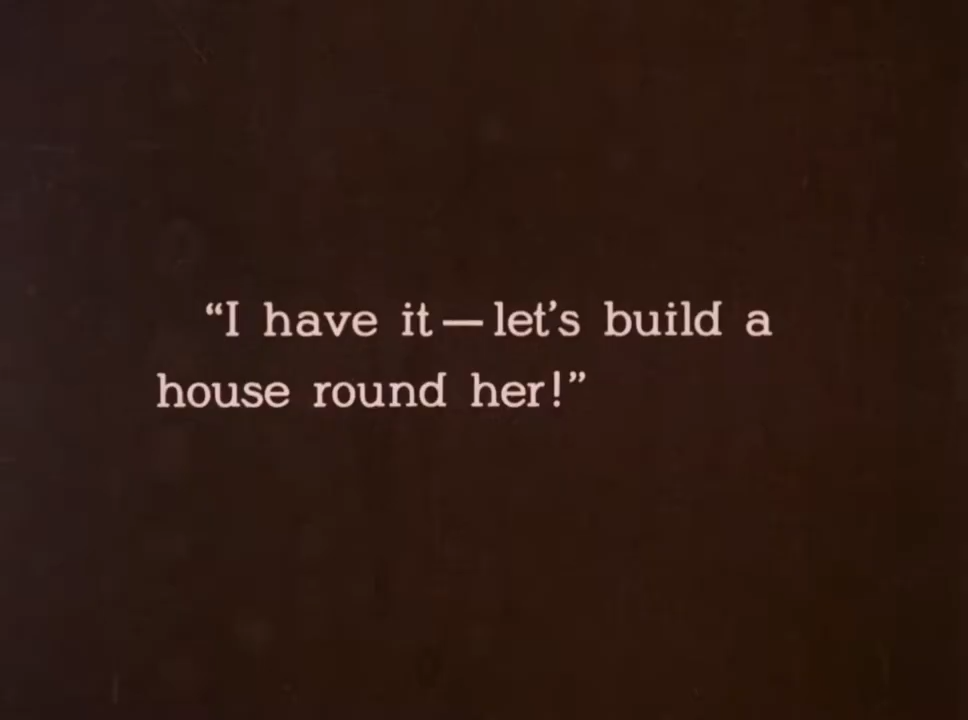 “I have it — let’s build a
house round her!”